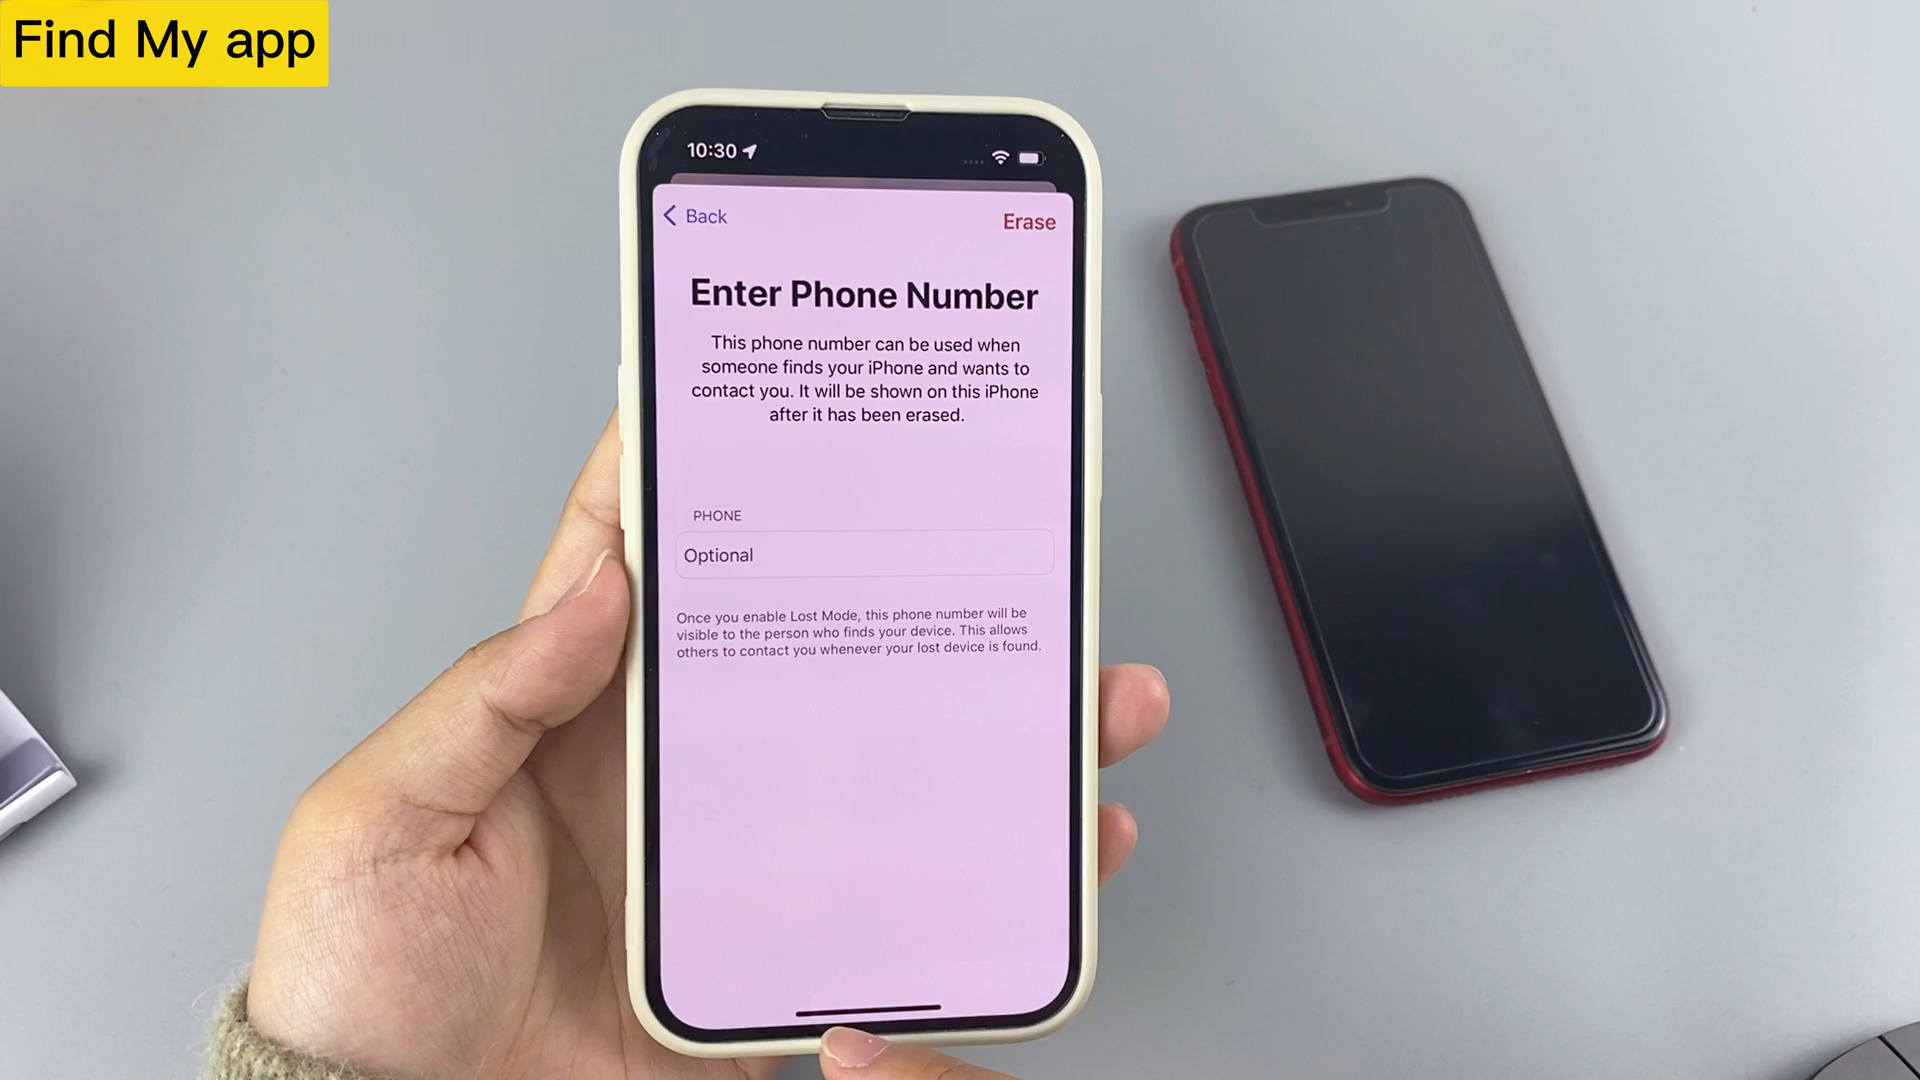 Find My app
10:30
Back
Erase
Enter Phone Number
This phone number can be used when
someone finds your iPhone and wants to
contact you. It will be shown on this iPhone
after it has been erased.
PHONE
Optional
Once you enable Lost Mode, this phone number will be
visible to the person who finds your device. This allows
others to contact you whenever your lost device is found.